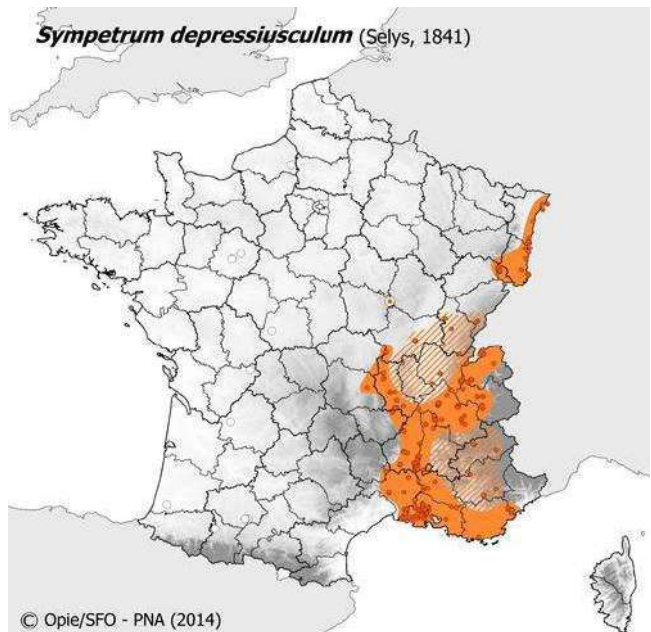 Sympetrum depressiusculum (Selys, 1841)
© Opie/SFO - PNA (2014)